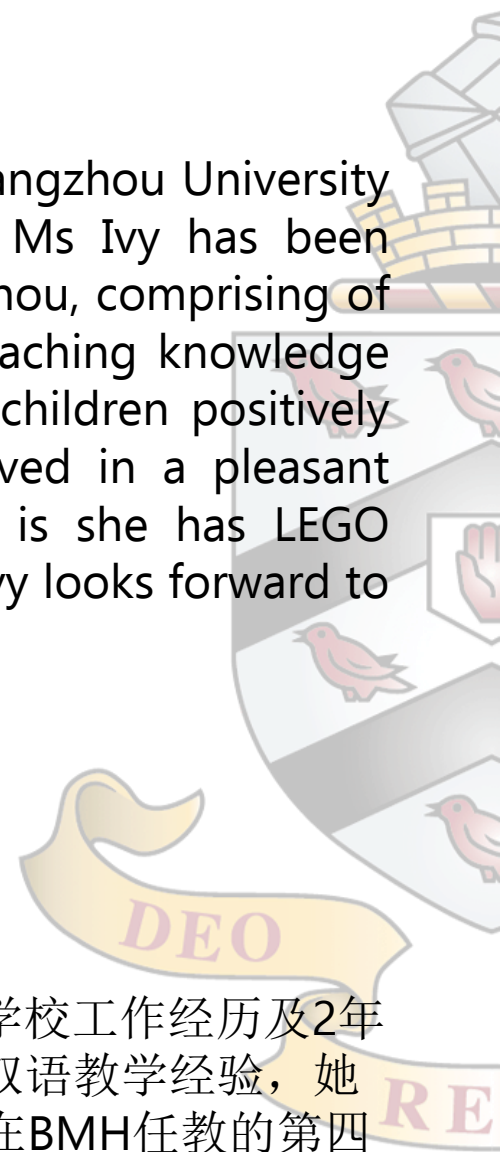 angzhou University
Ms Ivy has been
hou, comprising of
aching knowledge
children positively
ved in a pleasant
is she has LEGO
vy looks forward to
DEO
学校工作经历及2年
双语教学经验，她
在BMH任教的第四
RE